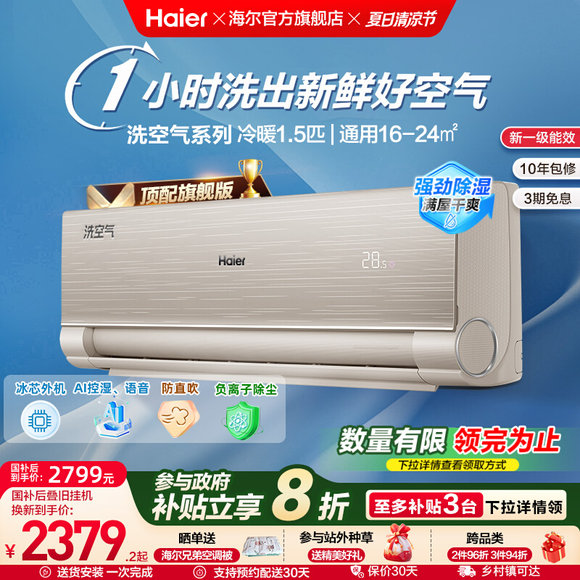 Haier × 海尔官方旗舰店 × 夏日清凉节
1小时洗出新鲜好空气
洗空气系列 冷暖1.5匹 | 通用16-24㎡
新一级能效
10年包修
3期免息
顶配旗舰版
强劲除湿
满屋干爽
洗空气
Haier
28.5
冰芯外机
AI控湿、语音
防直吹
负离子除尘
AI
数量有限 领完为止
下拉详情查看领取方式
国补后到手价: 2799元
国补后叠旧挂机
换新到手价:
¥2379.2起
参与政府
补贴立享8折
至多补贴3台 下拉详情领
晒单送
海尔兄弟空调被
参与站外种草
送精美好礼
跨品类
2件96折 3件94折
送货安装 一次完成
支持预约配送30天
保价30天
乡村镇可达